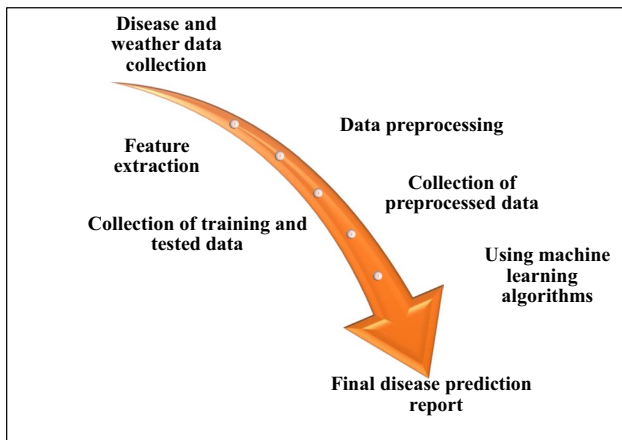 Disease and
weather data
collection
Data preprocessing
Feature
extraction
Collection of
preprocessed data
Collection of training and
tested data
Using machine
learning
algorithms
Final disease prediction
report